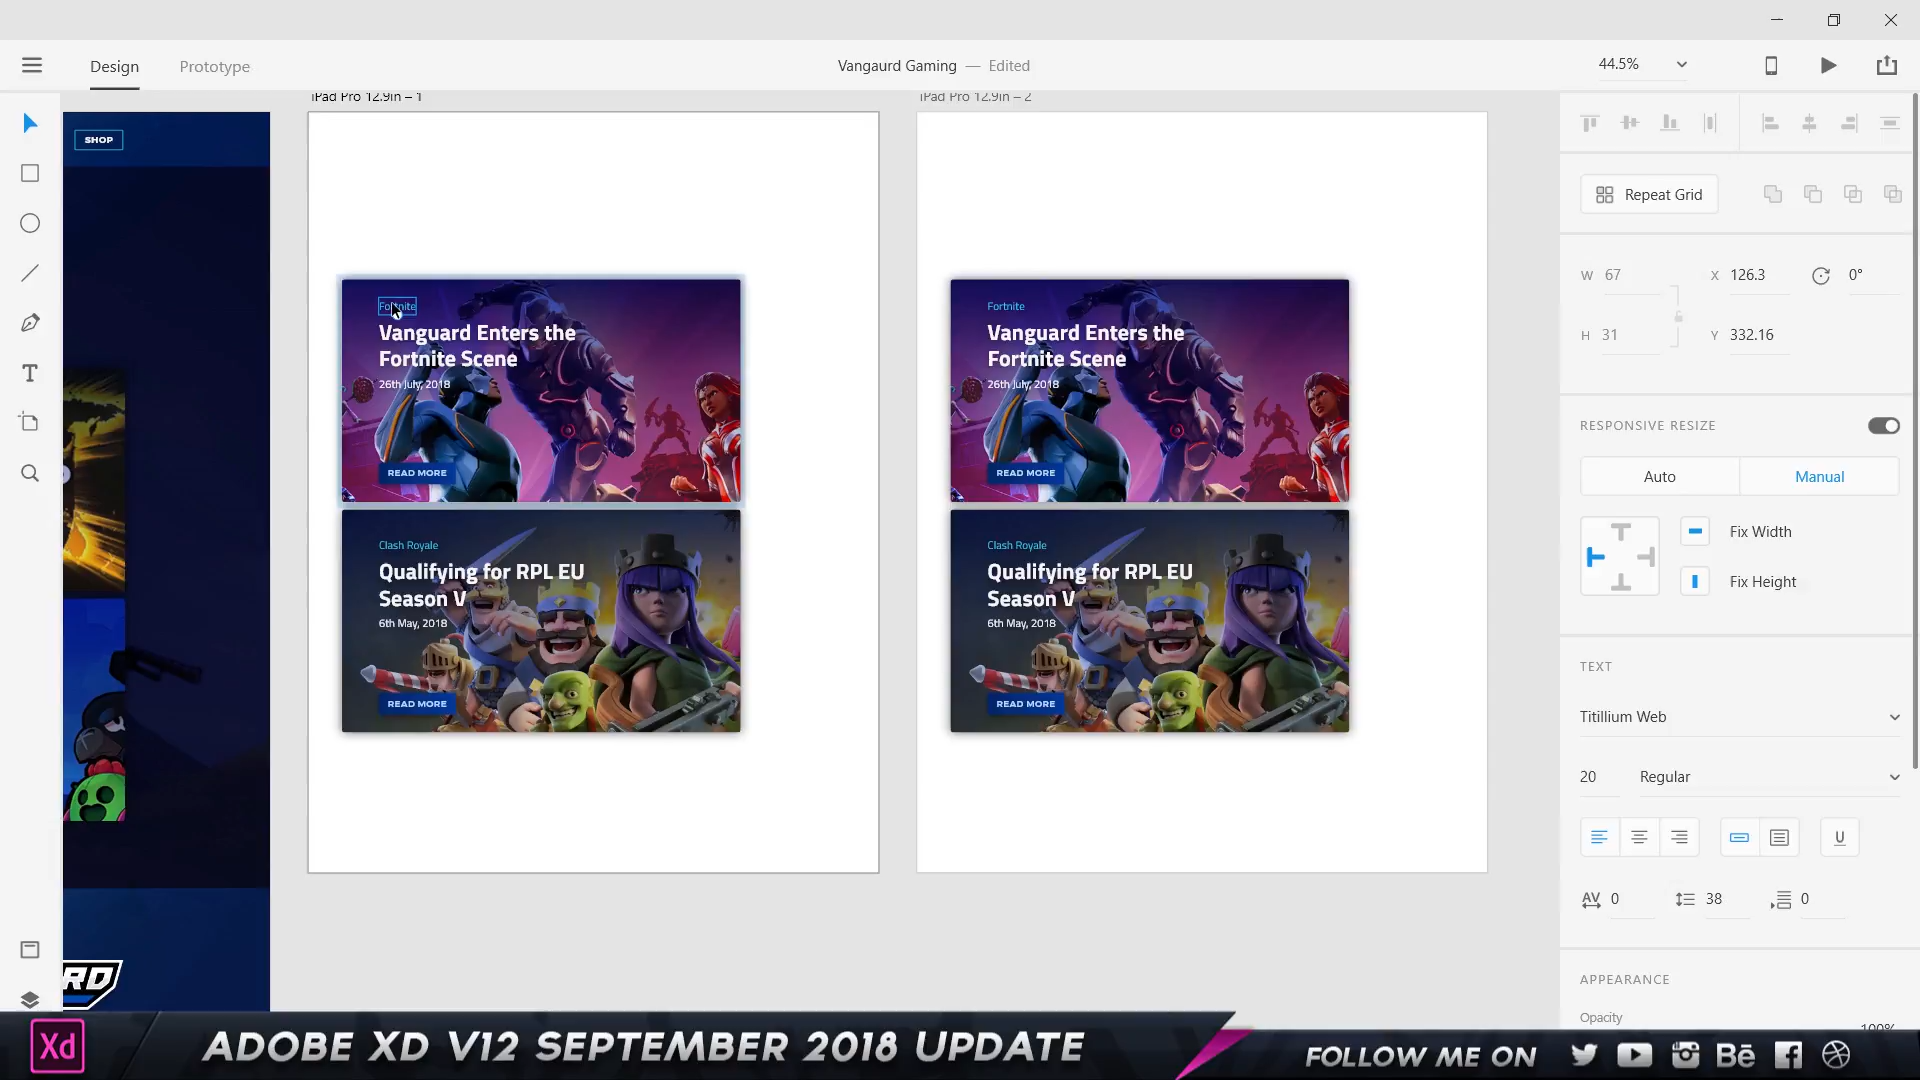 Design
Prototype
Vangaurd Gaming — Edited
44.5%
iPad Pro 12.9in – 1
iPad Pro 12.9in – 2
SHOP
Repeat Grid
W 67
X 126.3
0°
H 31
Y 332.16
Fortnite
Vanguard Enters the
Fortnite Scene
26th July, 2018
READ MORE
Clash Royale
Qualifying for RPL EU
Season V
6th May, 2018
READ MORE
Fortnite
Vanguard Enters the
Fortnite Scene
26th July, 2018
READ MORE
Clash Royale
Qualifying for RPL EU
Season V
6th May, 2018
READ MORE
RESPONSIVE RESIZE
Auto
Manual
Fix Width
Fix Height
TEXT
Titillium Web
20
Regular
U
AV 0
38
0
APPEARANCE
Opacity
100%
RD
Xd
ADOBE XD V12 SEPTEMBER 2018 UPDATE
FOLLOW ME ON
Bē